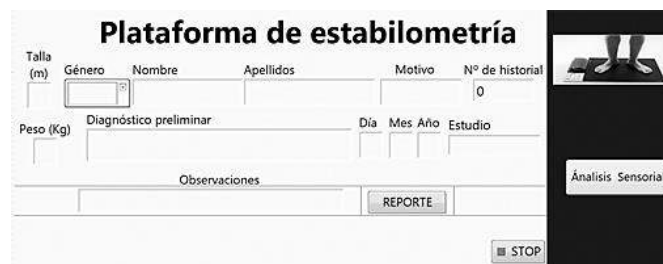 Plataforma de estabilometría
Talla
(m) Género Nombre Apellidos Motivo Nº de historial
0
Peso (Kg) Diagnóstico preliminar Día Mes Año Estudio
Ánalisis Sensorial
Observaciones
REPORTE
STOP